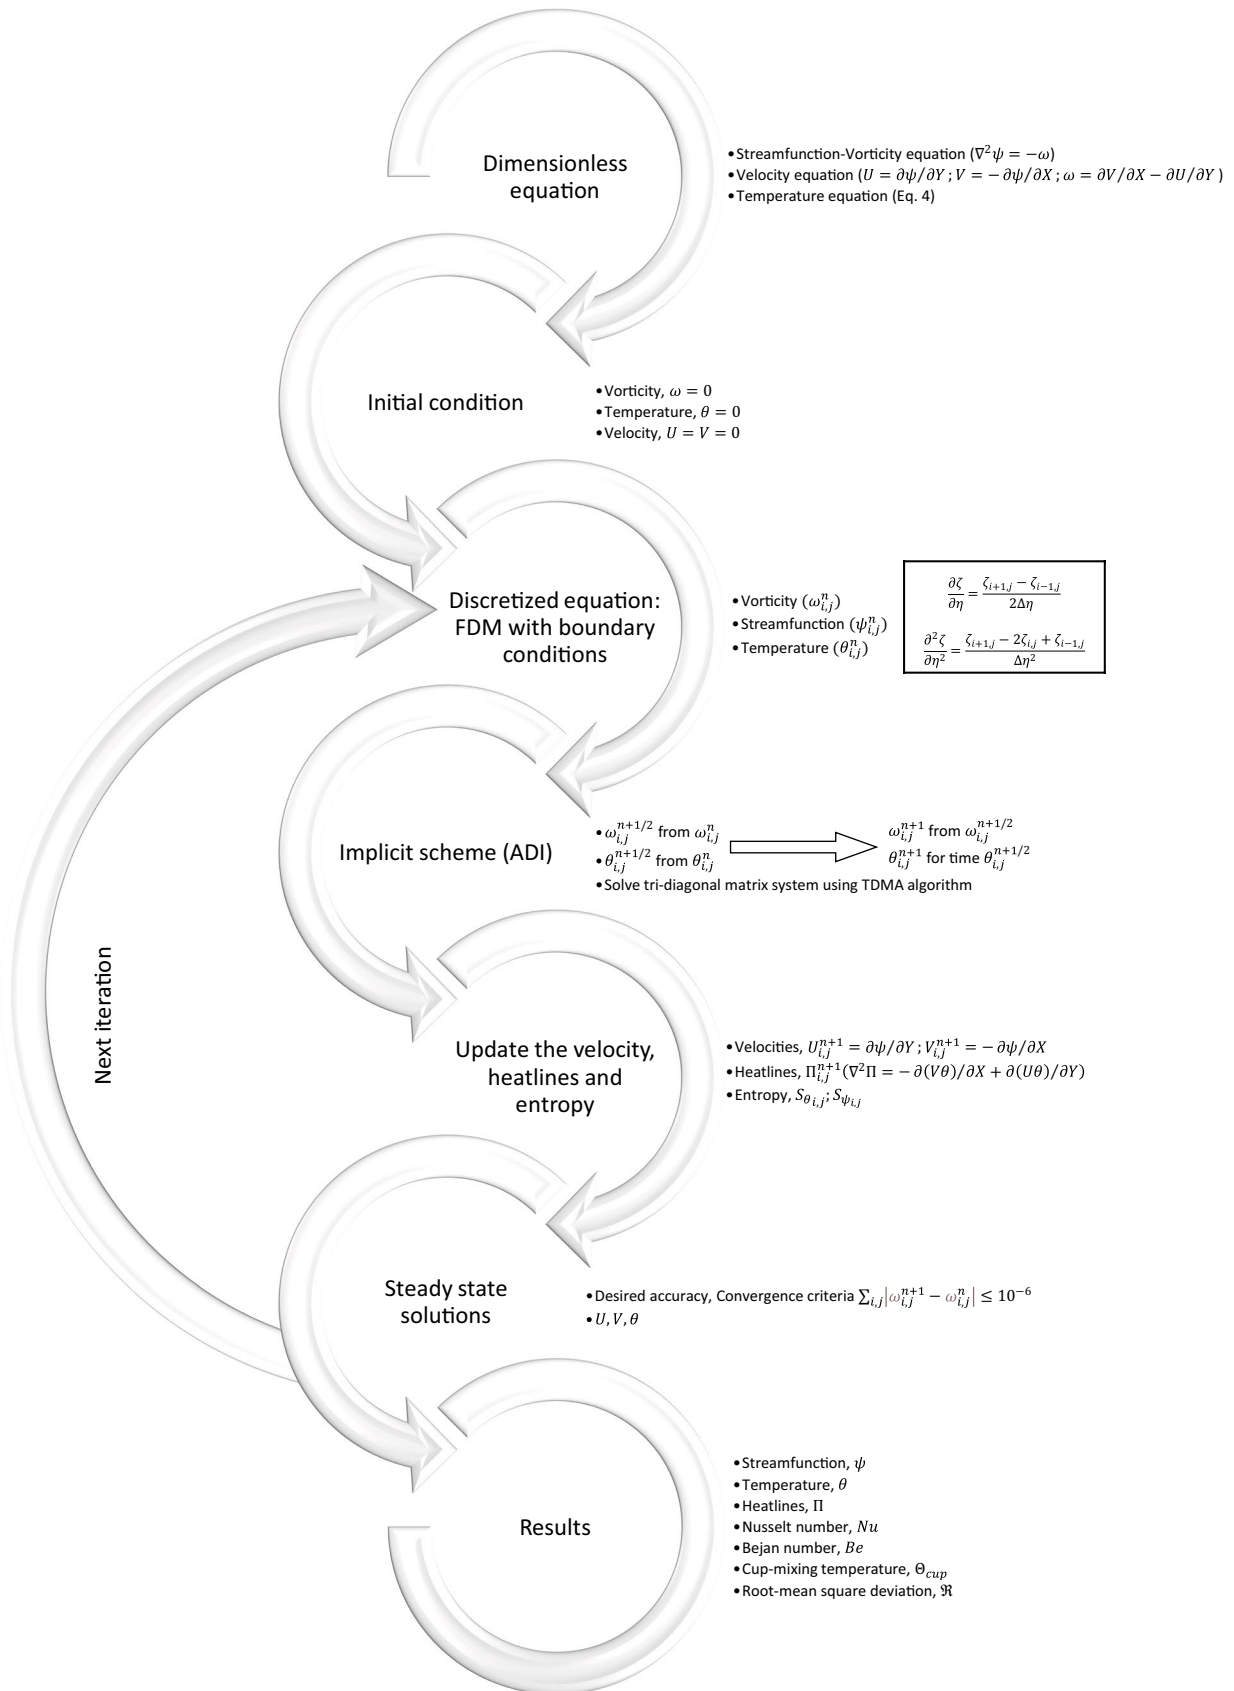 Dimensionless
equation
•Streamfunction-Vorticity equation (∇²ψ = −ω)
•Velocity equation (U = ∂ψ/∂Y ; V = − ∂ψ/∂X ; ω = ∂V/∂X − ∂U/∂Y )
•Temperature equation (Eq. 4)
Initial condition
•Vorticity, ω = 0
•Temperature, θ = 0
•Velocity, U = V = 0
Discretized equation:
FDM with boundary
conditions
•Vorticity (ω^n_{i,j})
•Streamfunction (ψ^n_{i,j})
•Temperature (θ^n_{i,j})
∂ζ/∂η = (ζ_{i+1,j} − ζ_{i−1,j})/(2Δη)
∂²ζ/∂η² = (ζ_{i+1,j} − 2ζ_{i,j} + ζ_{i−1,j})/(Δη²)
Implicit scheme (ADI)
•ω^{n+1/2}_{i,j} from ω^n_{i,j}
•θ^{n+1/2}_{i,j} from θ^n_{i,j}
ω^{n+1}_{i,j} from ω^{n+1/2}_{i,j}
θ^{n+1}_{i,j} for time θ^{n+1/2}_{i,j}
•Solve tri-diagonal matrix system using TDMA algorithm
Next iteration
Update the velocity,
heatlines and
entropy
•Velocities, U^{n+1}_{i,j} = ∂ψ/∂Y ; V^{n+1}_{i,j} = − ∂ψ/∂X
•Heatlines, Π^{n+1}_{i,j}(∇²Π = − ∂(Vθ)/∂X + ∂(Uθ)/∂Y)
•Entropy, S_{θ_{i,j}}; S_{ψ_{i,j}}
Steady state
solutions
•Desired accuracy, Convergence criteria ∑_{i,j}|ω^{n+1}_{i,j} − ω^n_{i,j}| ≤ 10^{−6}
•U, V, θ
Results
•Streamfunction, ψ
•Temperature, θ
•Heatlines, Π
•Nusselt number, Nu
•Bejan number, Be
•Cup-mixing temperature, Θ_{cup}
•Root-mean square deviation, ℜ